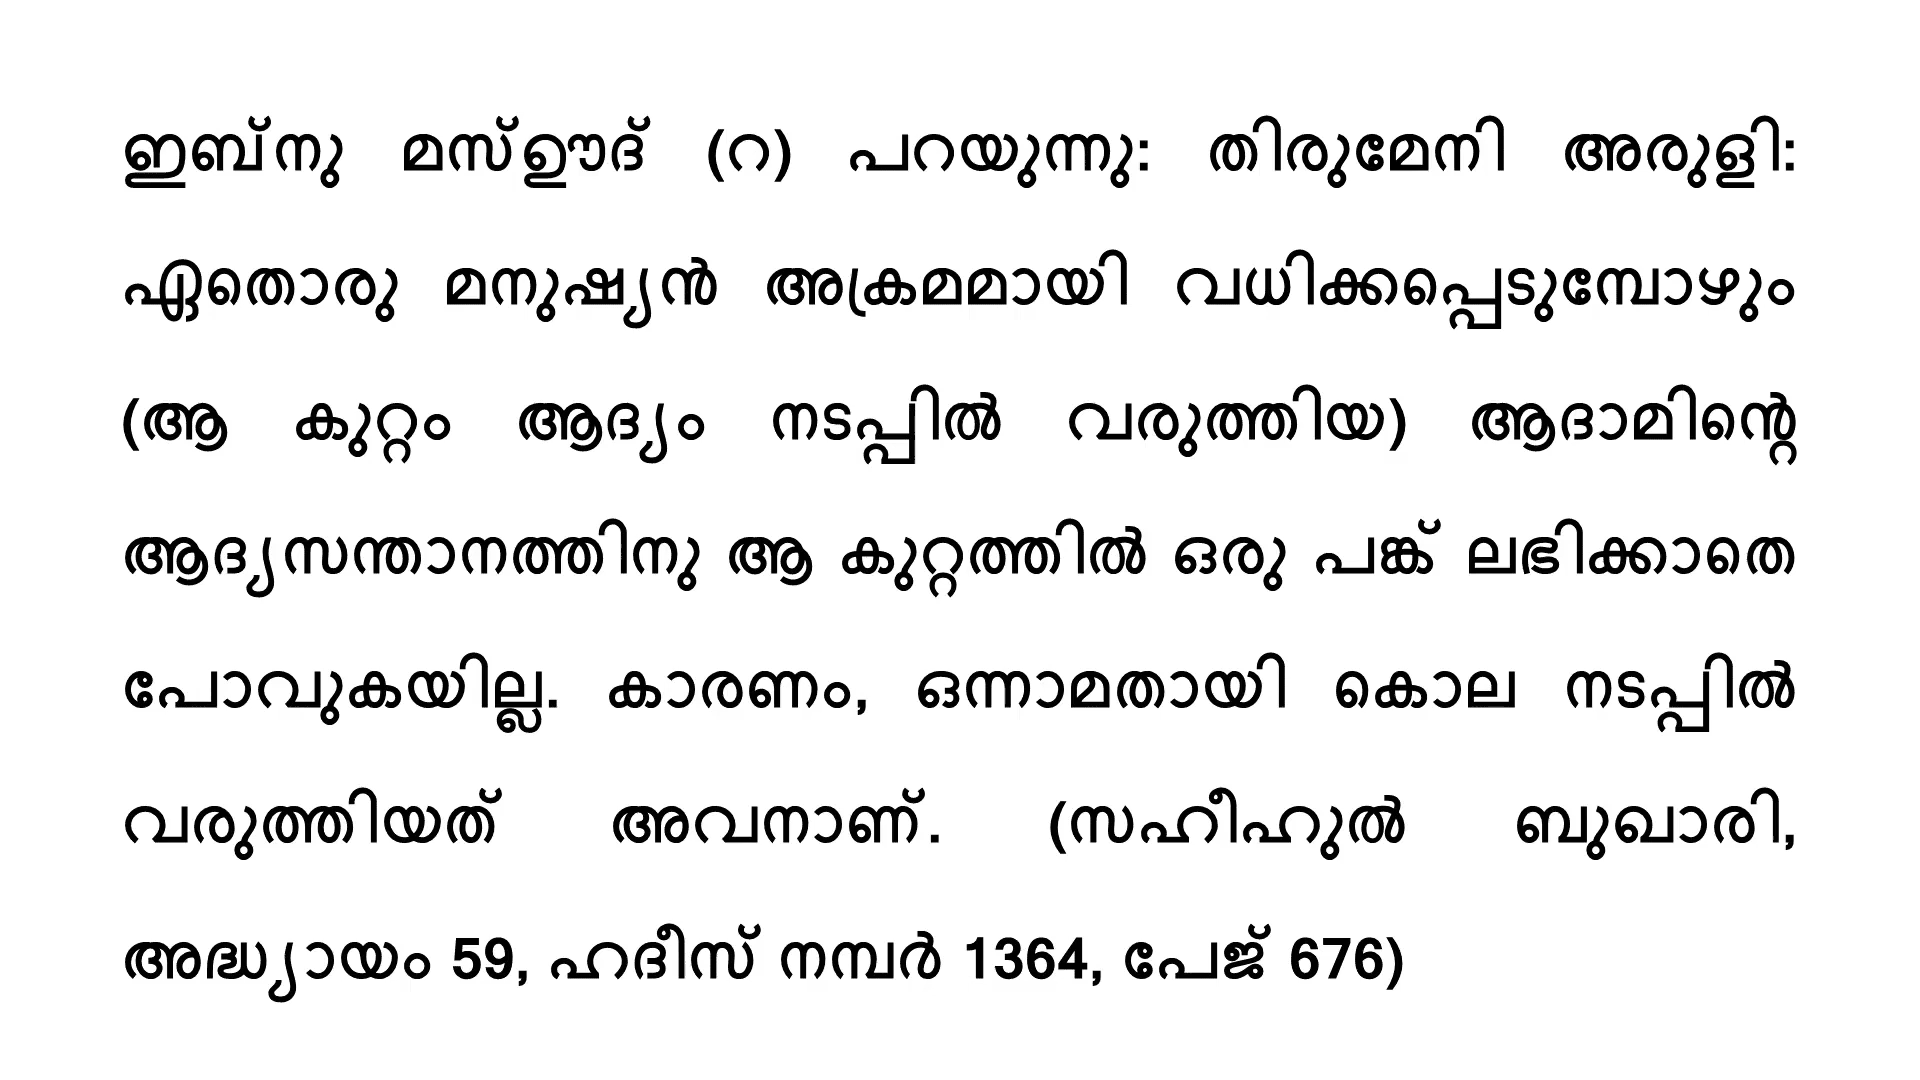 ഇബ്നു മസ്ഊദ് (റ) പറയുന്നു: തിരുമേനി അരുളി:
ഏതൊരു മനുഷ്യൻ അക്രമമായി വധിക്കപ്പെടുമ്പോഴും
(ആ കുറ്റം ആദ്യം നടപ്പിൽ വരുത്തിയ) ആദാമിന്റെ
ആദ്യസന്താനത്തിനു ആ കുറ്റത്തിൽ ഒരു പങ്ക് ലഭിക്കാതെ
പോവുകയില്ല. കാരണം, ഒന്നാമതായി കൊല നടപ്പിൽ
വരുത്തിയത് അവനാണ്. (സഹീഹുൽ ബുഖാരി,
അദ്ധ്യായം 59, ഹദീസ് നമ്പർ 1364, പേജ് 676)